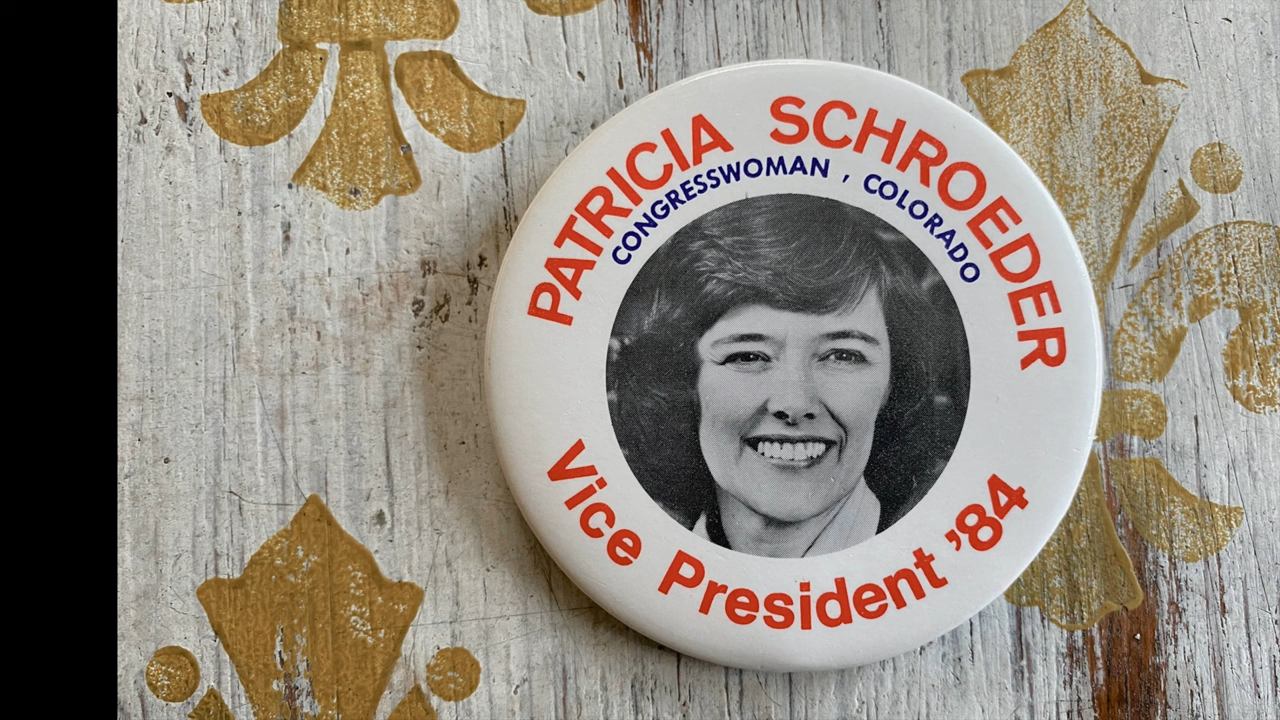 PATRICIA SCHROEDER
CONGRESSWOMAN , COLORADO
Vice President '84